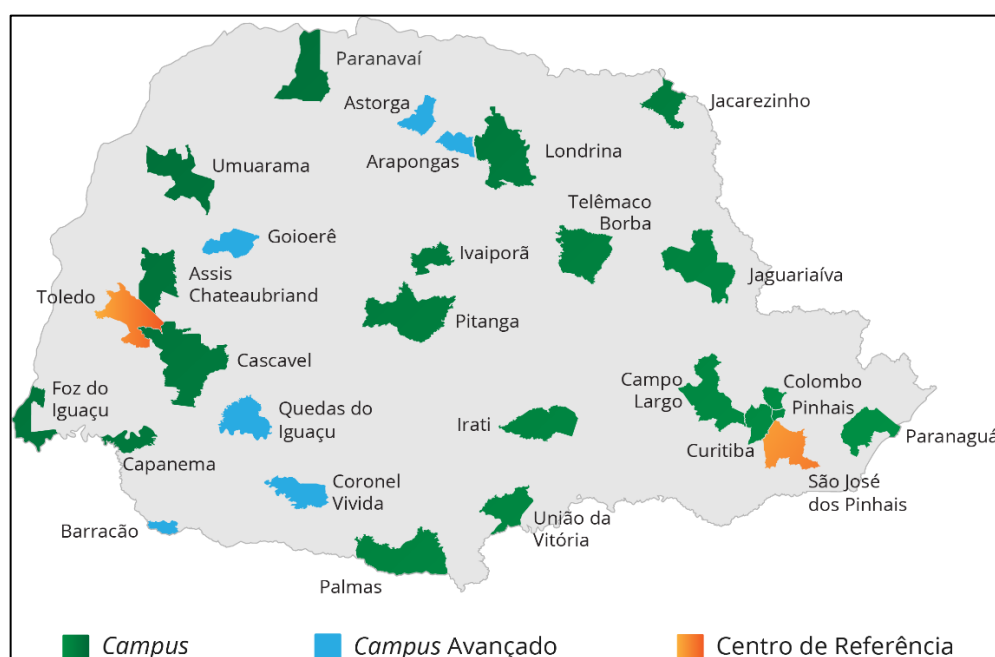 Paranavaí
Astorga
Jacarezinho
Arapongas
Londrina
Umuarama
Telêmaco
Borba
Goioerê
Ivaiporã
Assis
Chateaubriand
Jaguariaíva
Toledo
Pitanga
Cascavel
Foz do
Iguaçu
Campo
Largo
Colombo
Pinhais
Quedas do
Iguaçu
Irati
Paranaguá
Curitiba
Capanema
Coronel
Vivida
São José
dos Pinhais
Barracão
União da
Vitória
Palmas
Campus
Campus Avançado
Centro de Referência